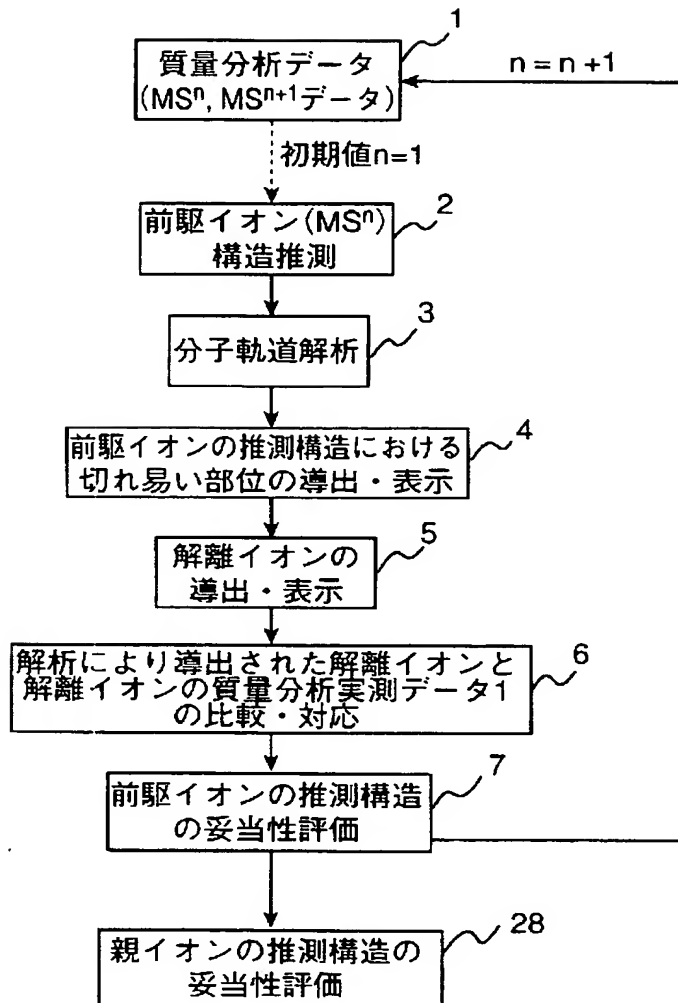 1
質量分析データ
(MSⁿ, MSⁿ⁺¹データ)
n = n +1
初期値n=1
2
前駆イオン(MSⁿ)
構造推測
3
分子軌道解析
4
前駆イオンの推測構造における
切れ易い部位の導出・表示
5
解離イオンの
導出・表示
6
解析により導出された解離イオンと
解離イオンの質量分析実測データ1
の比較・対応
7
前駆イオンの推測構造
の妥当性評価
28
親イオンの推測構造の
妥当性評価